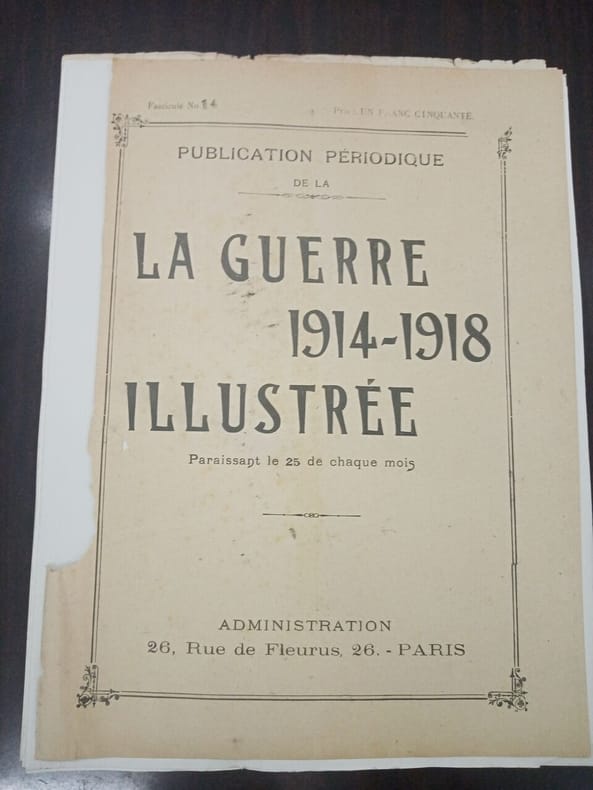 Fascicule No. 14
Prix: UN FRANC CINQUANTE.
PUBLICATION PÉRIODIQUE
DE LA
LA GUERRE
1914-1918
ILLUSTRÉE
Paraissant le 25 de chaque mois
ADMINISTRATION
26, Rue de Fleurus, 26. - PARIS